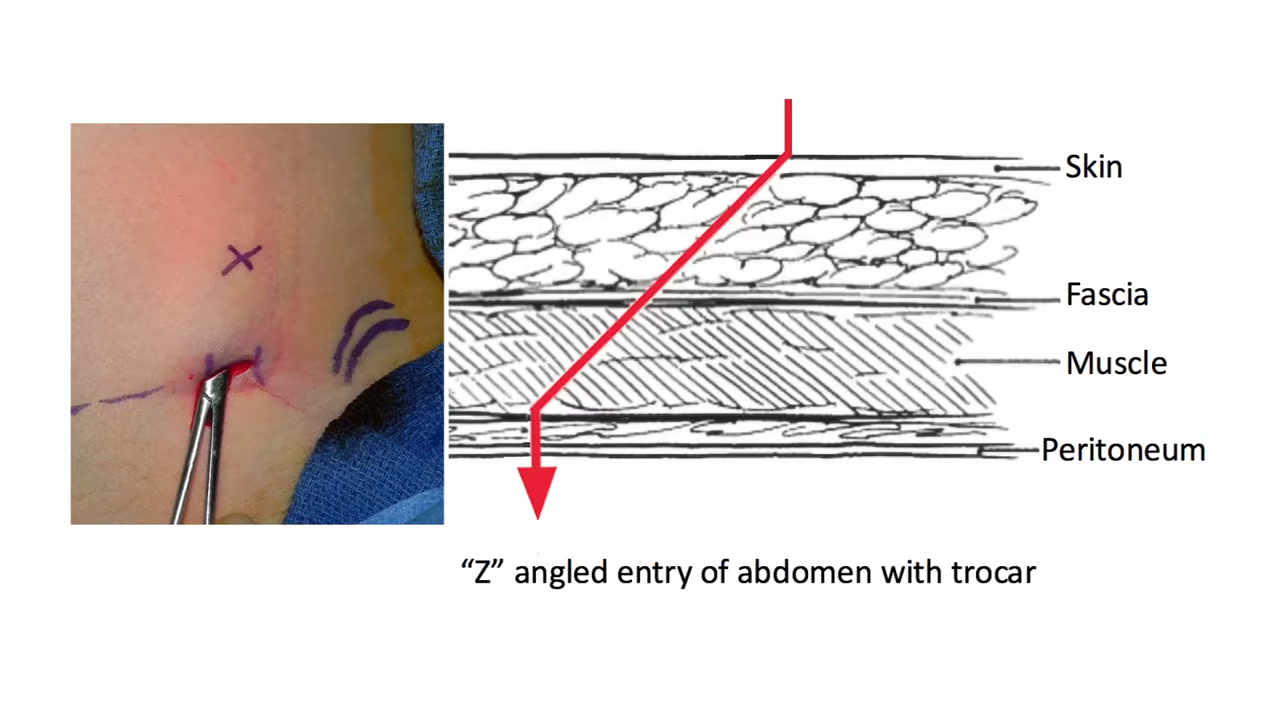 Skin
Fascia
Muscle
Peritoneum
“Z” angled entry of abdomen with trocar